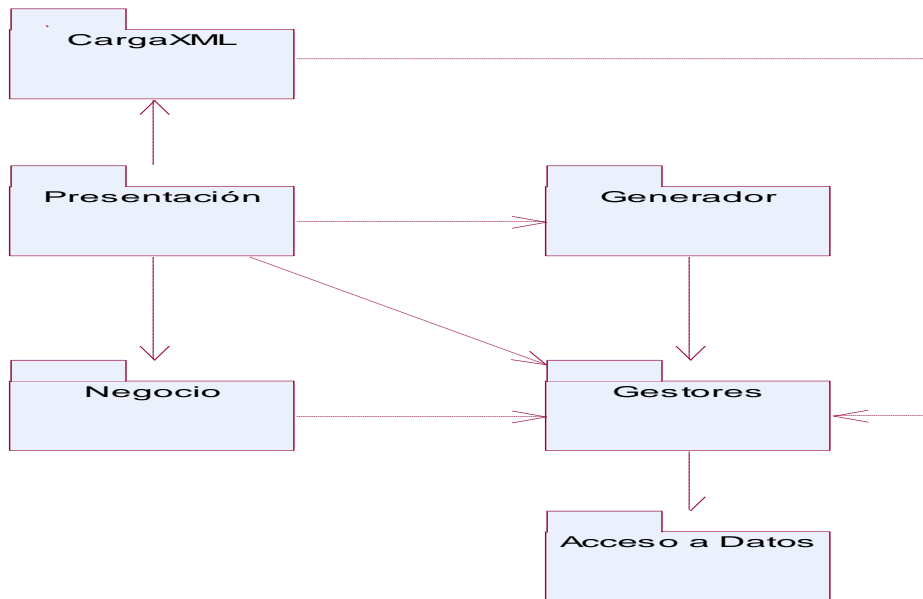 CargaXML
Presentación
Generador
Negocio
Gestores
Acceso a Datos